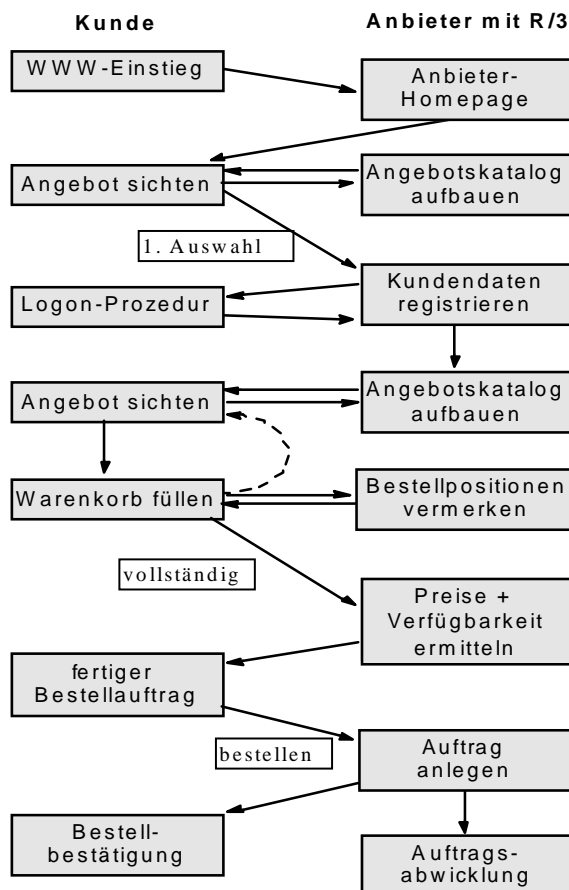 Kunde
Anbieter mit R/3
WWW-Einstieg
Anbieter-
Homepage
Angebot sichten
Angebotskatalog
aufbauen
1. Auswahl
Kundendaten
registrieren
Logon-Prozedur
Angebot sichten
Angebotskatalog
aufbauen
Warenkorb füllen
Bestellpositionen
vermerken
vollständig
Preise +
Verfügbarkeit
ermitteln
fertiger
Bestellauftrag
bestellen
Auftrag
anlegen
Bestell-
bestätigung
Auftrags-
abwicklung